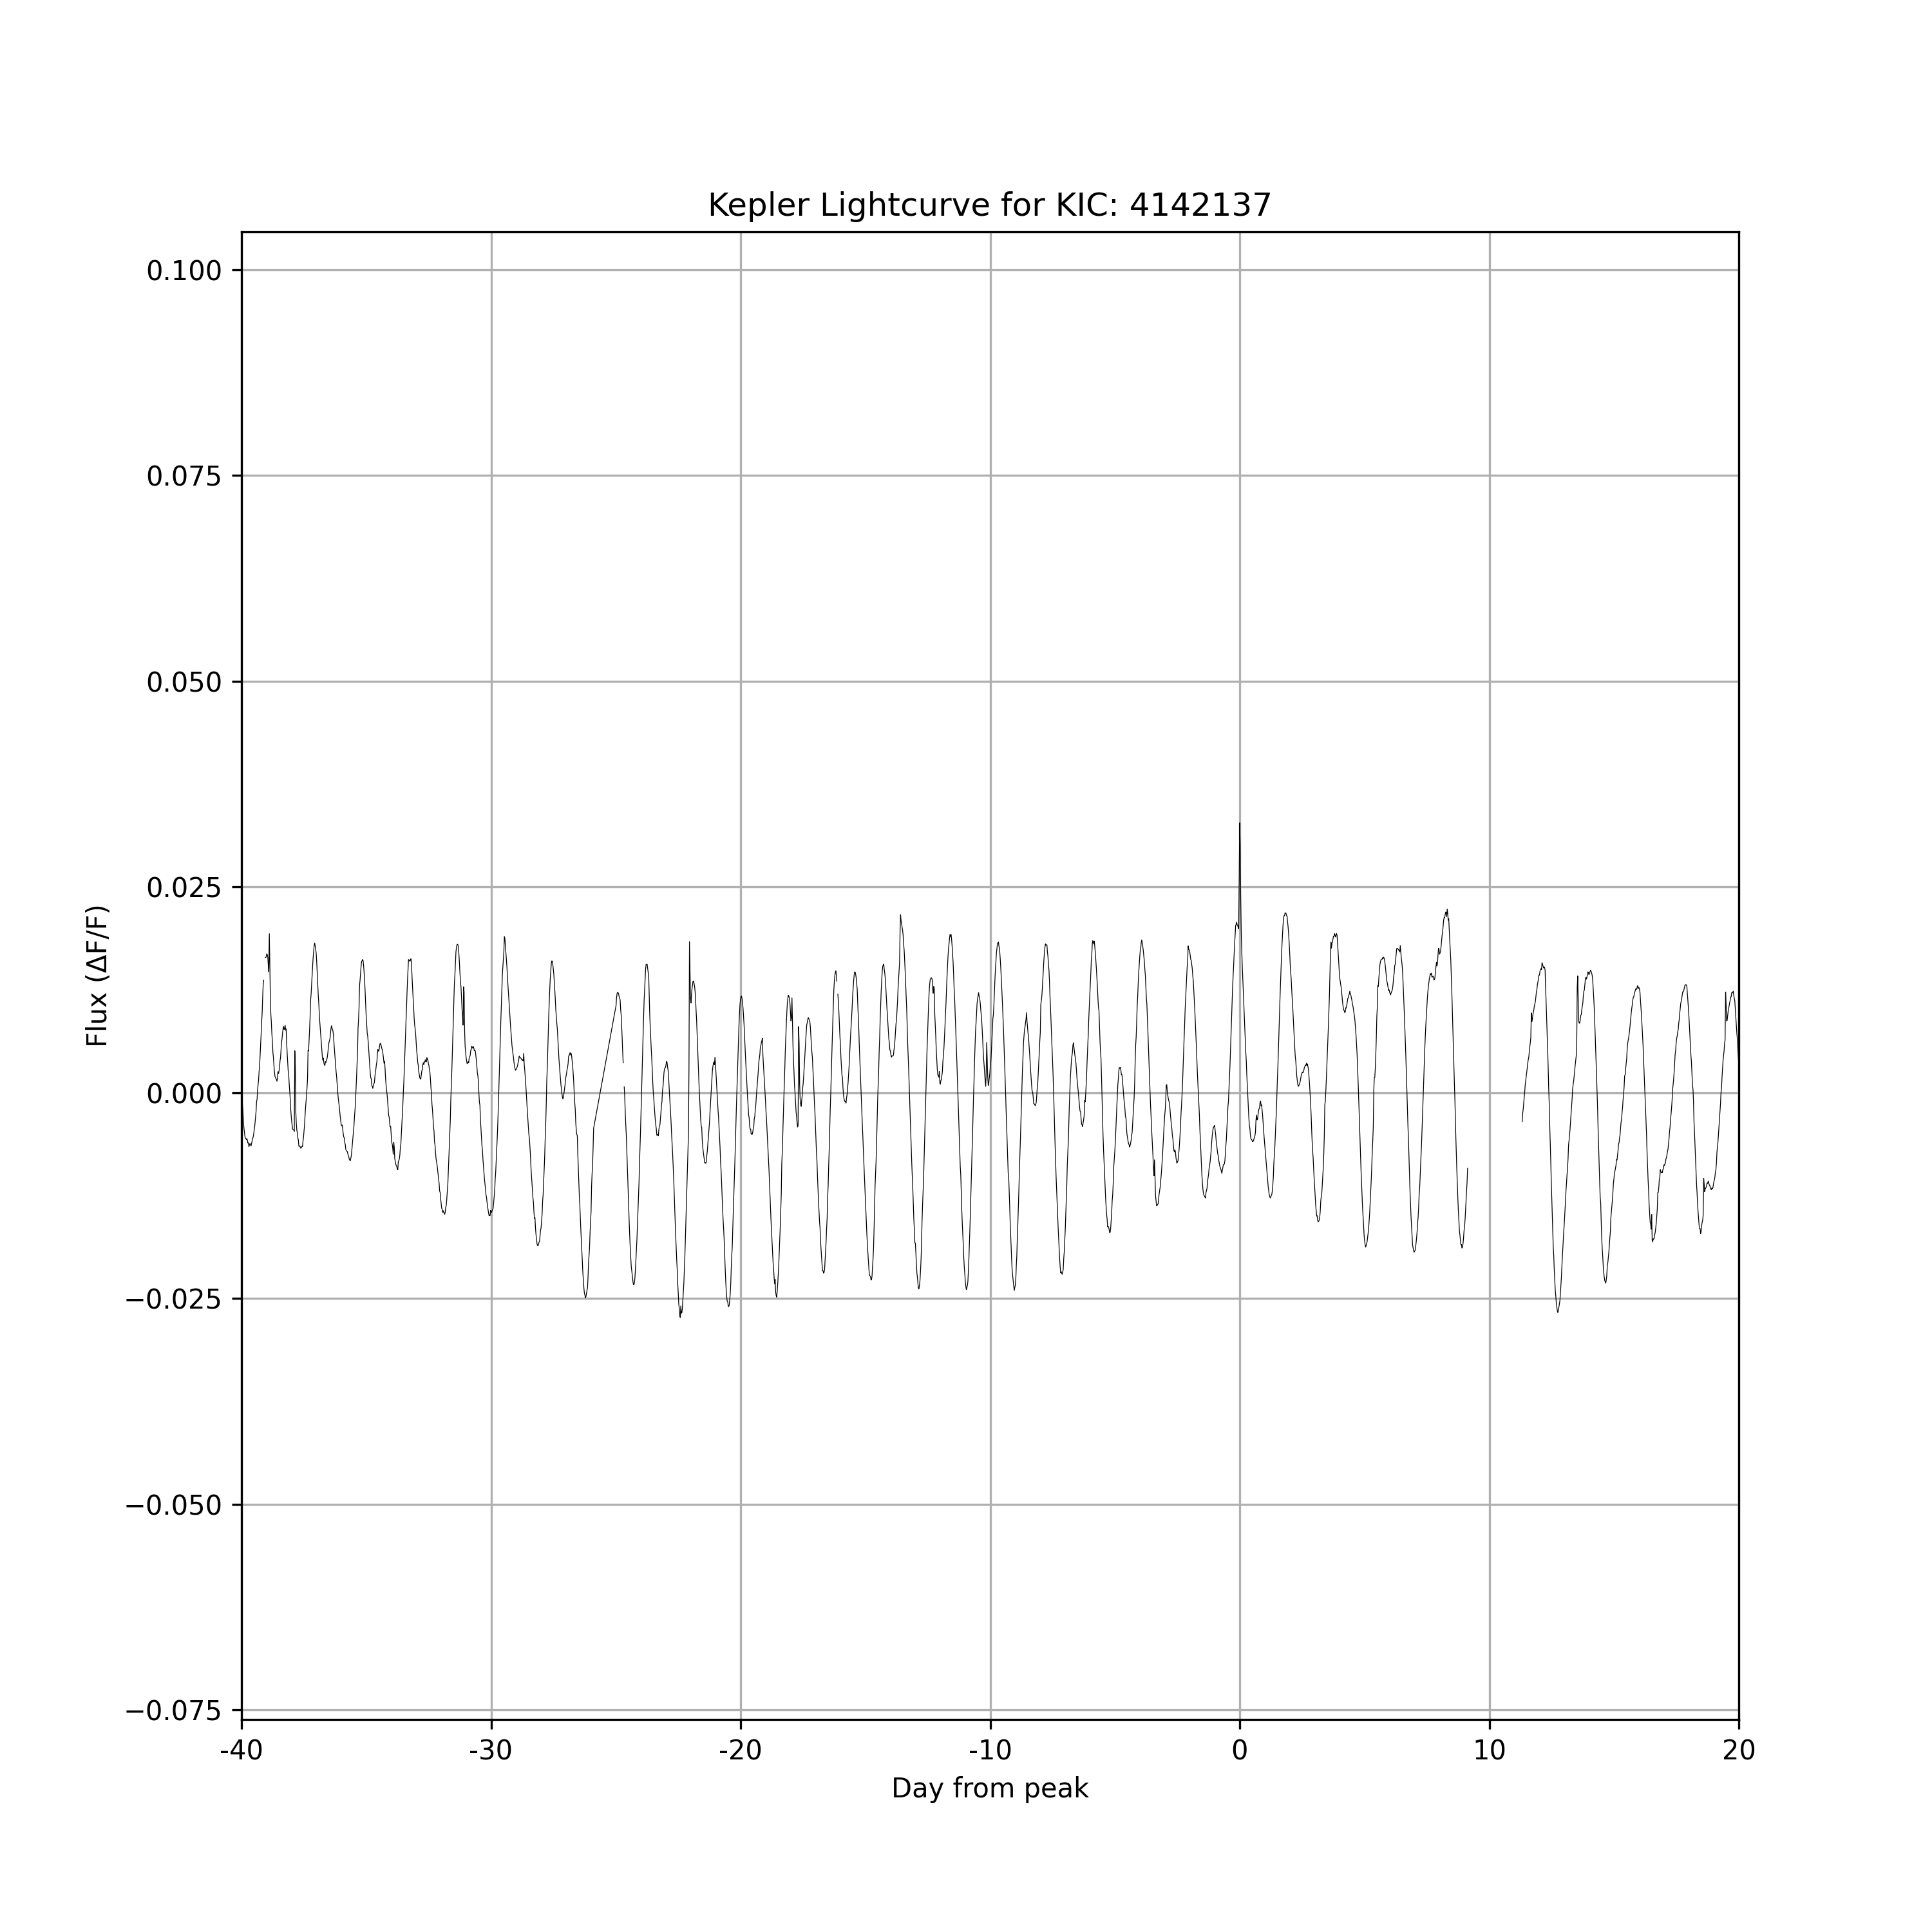 Kepler Lightcurve for KIC: 4142137
0.100
0.075
0.050
0.025
0.000
−0.025
−0.050
−0.075
Flux (ΔF/F)
-40 -30 -20 -10 0 10 20
Day from peak